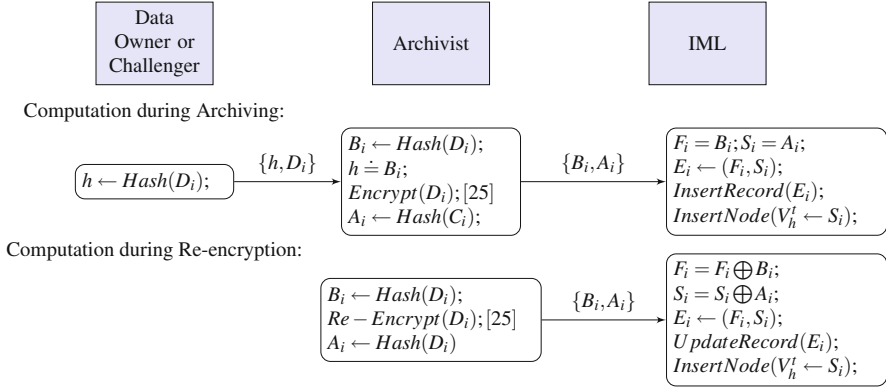 Data
Owner or
Challenger
Archivist
IML
Computation during Archiving:
h ← Hash(D_i);
{h, D_i}
B_i ← Hash(D_i);
h ≐ B_i;
Encrypt(D_i); [25]
A_i ← Hash(C_i);
{B_i, A_i}
F_i = B_i; S_i = A_i;
E_i ← (F_i, S_i);
InsertRecord(E_i);
InsertNode(V_h^t ← S_i);
Computation during Re-encryption:
B_i ← Hash(D_i);
Re − Encrypt(D_i); [25]
A_i ← Hash(D_i)
{B_i, A_i}
F_i = F_i ⨁ B_i;
S_i = S_i ⨁ A_i;
E_i ← (F_i, S_i);
UpdateRecord(E_i);
InsertNode(V_h^t ← S_i);